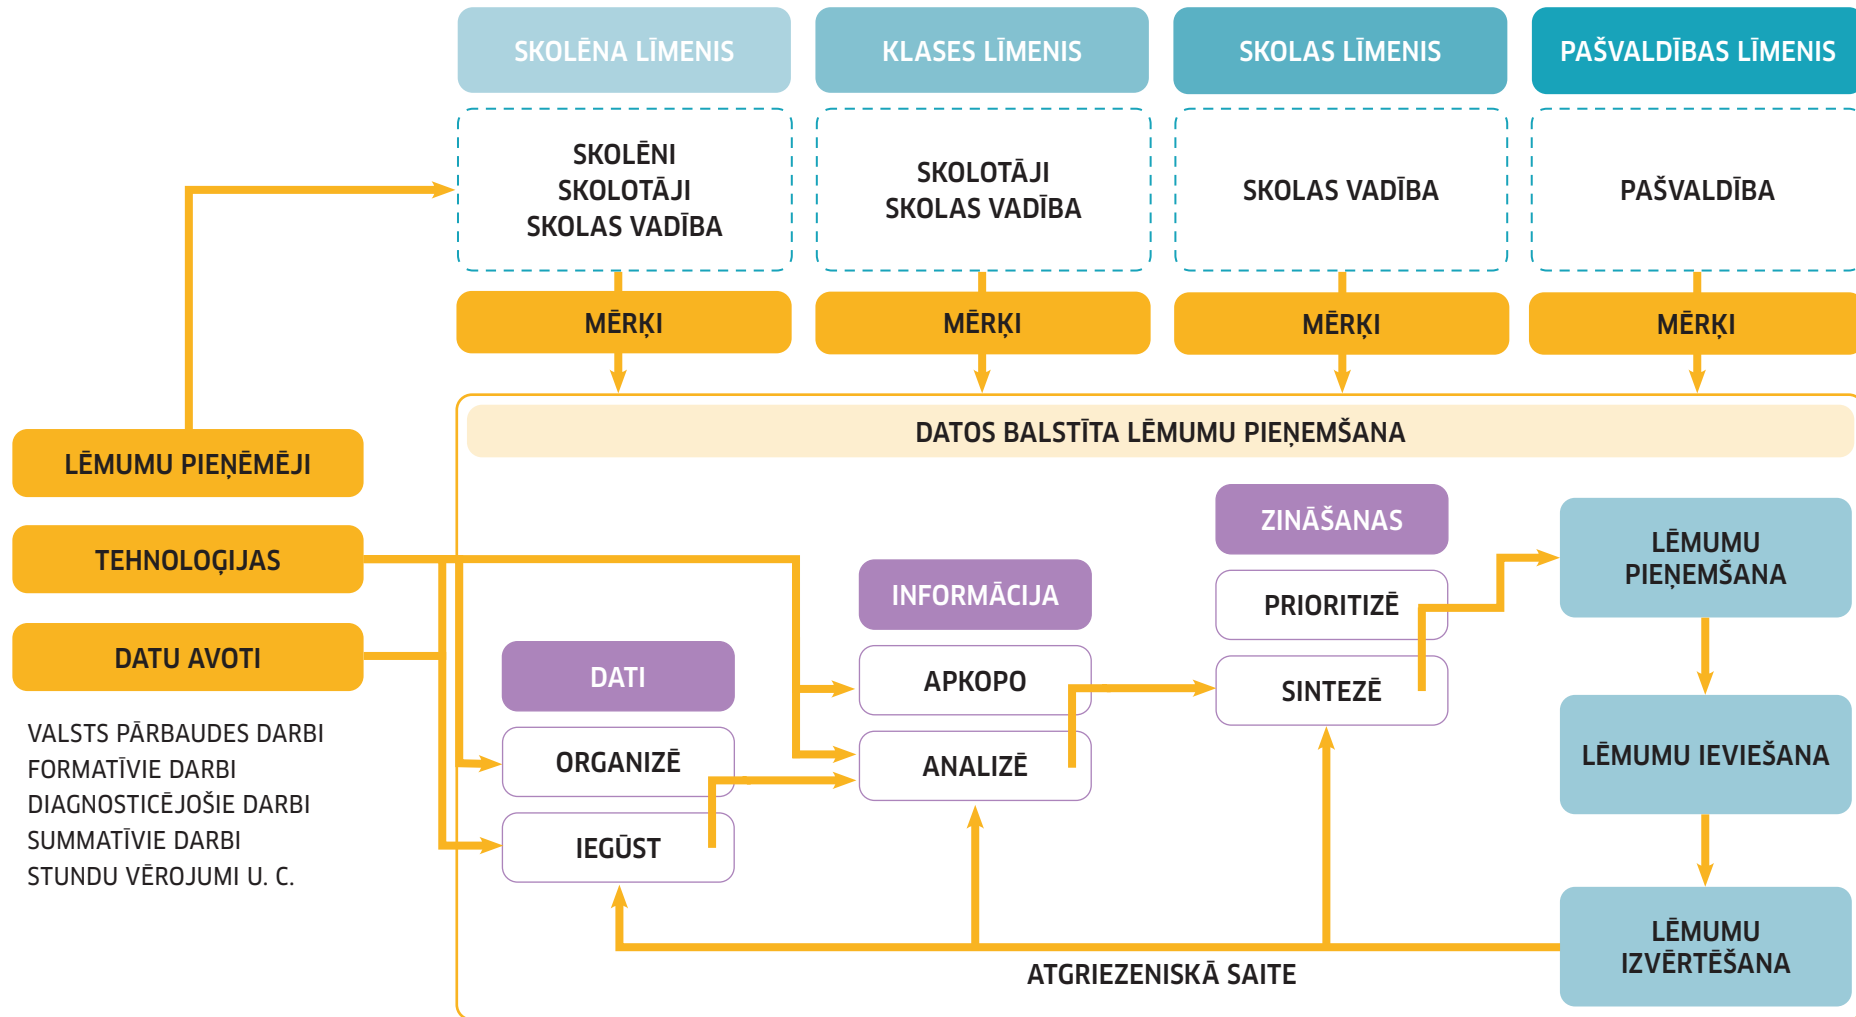 SKOLĒNA LĪMENIS
KLASES LĪMENIS
SKOLAS LĪMENIS
PAŠVALDĪBAS LĪMENIS
SKOLĒNI
SKOLOTĀJI
SKOLAS VADĪBA
SKOLOTĀJI
SKOLAS VADĪBA
SKOLAS VADĪBA
PAŠVALDĪBA
MĒRĶI
MĒRĶI
MĒRĶI
MĒRĶI
DATOS BALSTĪTA LĒMUMU PIEŅEMŠANA
LĒMUMU PIEŅĒMĒJI
TEHNOLOĢIJAS
DATU AVOTI
VALSTS PĀRBAUDES DARBI
FORMATĪVIE DARBI
DIAGNOSTICĒJOŠIE DARBI
SUMMATĪVIE DARBI
STUNDU VĒROJUMI U. C.
DATI
ORGANIZĒ
IEGŪST
INFORMĀCIJA
APKOPO
ANALIZĒ
ZINĀŠANAS
PRIORITIZĒ
SINTEZĒ
LĒMUMU
PIEŅEMŠANA
LĒMUMU IEVIEŠANA
LĒMUMU
IZVĒRTĒŠANA
ATGRIEZENISKĀ SAITE